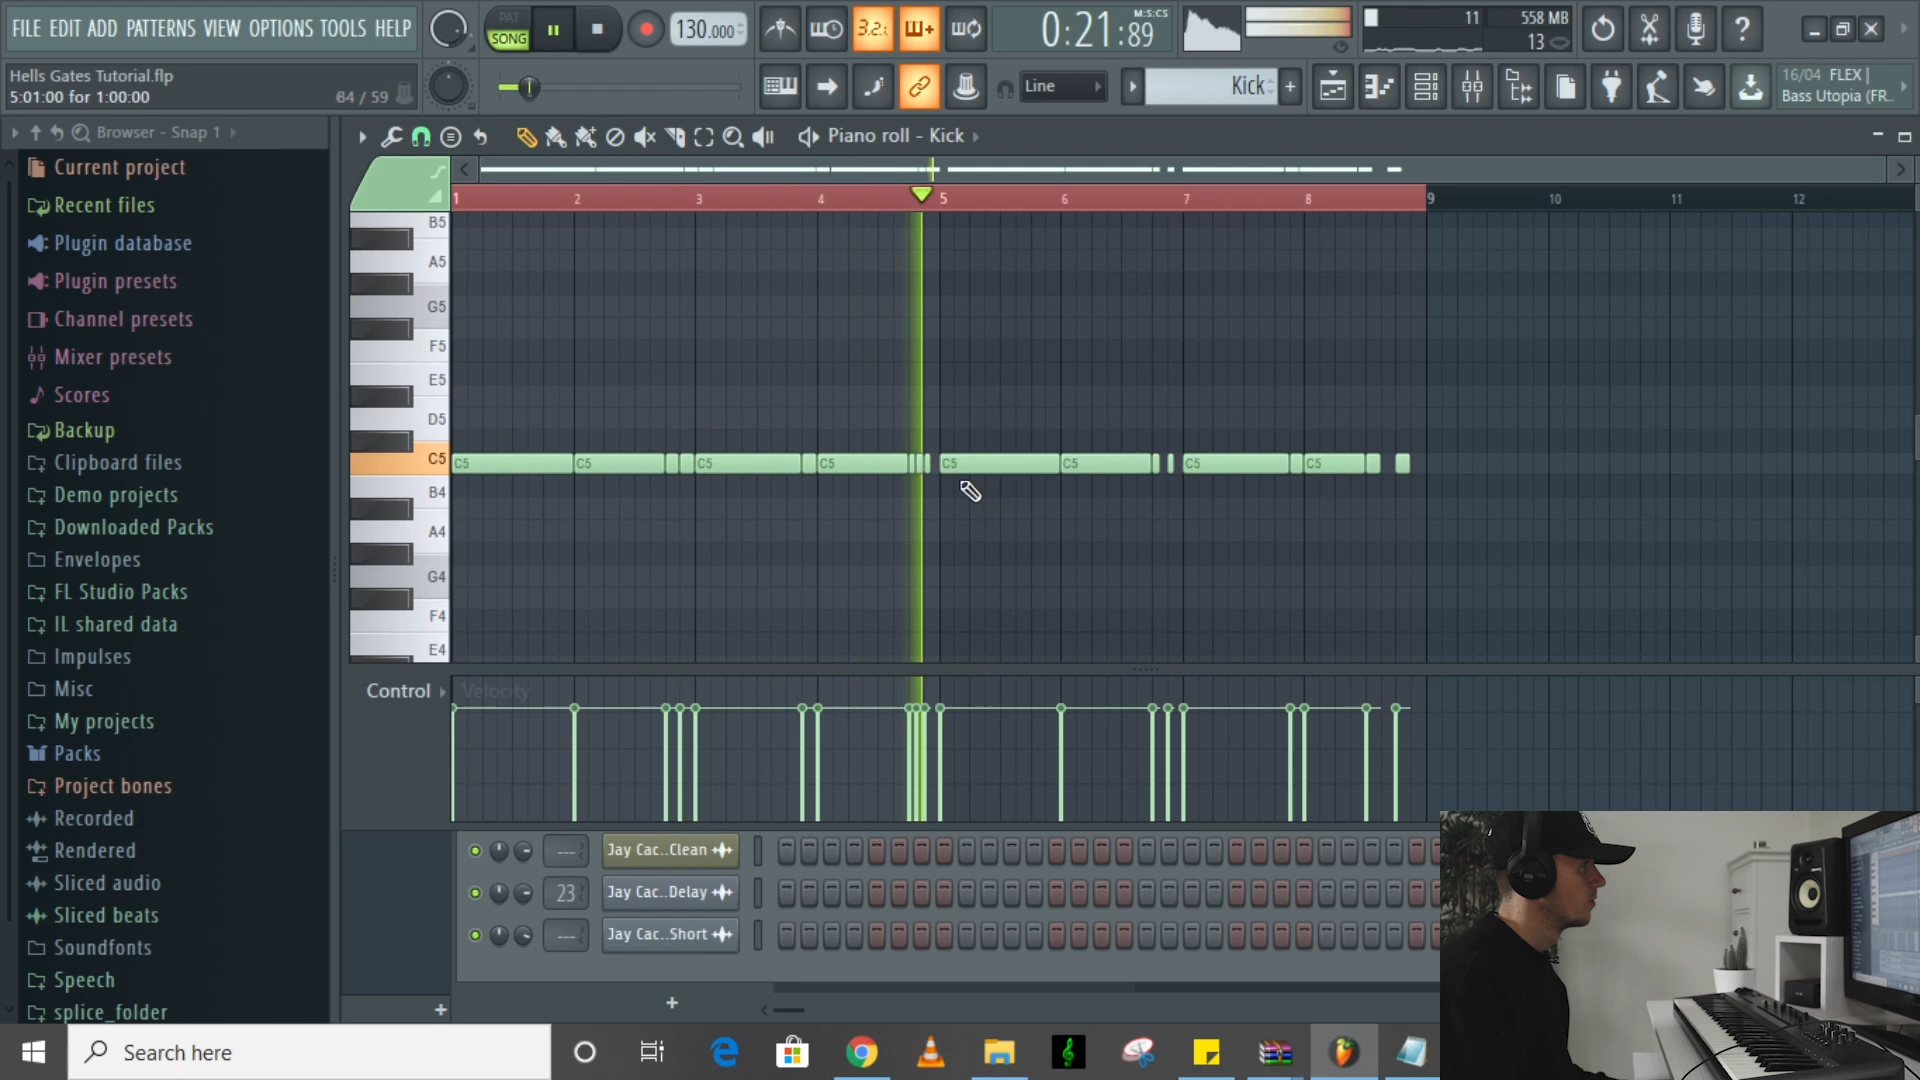 FILE EDIT ADD PATTERNS VIEW OPTIONS TOOLS HELP
PAT
SONG
130.000
3.2.1
0:21:89
M:S:CS
11
558 MB
13
Hells Gates Tutorial.flp
5:01:00 for 1:00:00
64 / 59
Line
Kick
16/04 FLEX |
Bass Utopia (FR..
Browser - Snap 1
Piano roll - Kick
Current project
Recent files
Plugin database
Plugin presets
Channel presets
Mixer presets
Scores
Backup
Clipboard files
Demo projects
Downloaded Packs
Envelopes
FL Studio Packs
IL shared data
Impulses
Misc
My projects
Packs
Project bones
Recorded
Rendered
Sliced audio
Sliced beats
Soundfonts
Speech
splice_folder
1 2 3 4 5 6 7 8 9 10 11 12
B5
A5
G5
F5
E5
D5
C5
B4
A4
G4
F4
E4
C5 C5 C5 C5 C5 C5 C5 C5
Control
Velocity
---
Jay Cac..Clean
23
Jay Cac..Delay
---
Jay Cac..Short
Search here